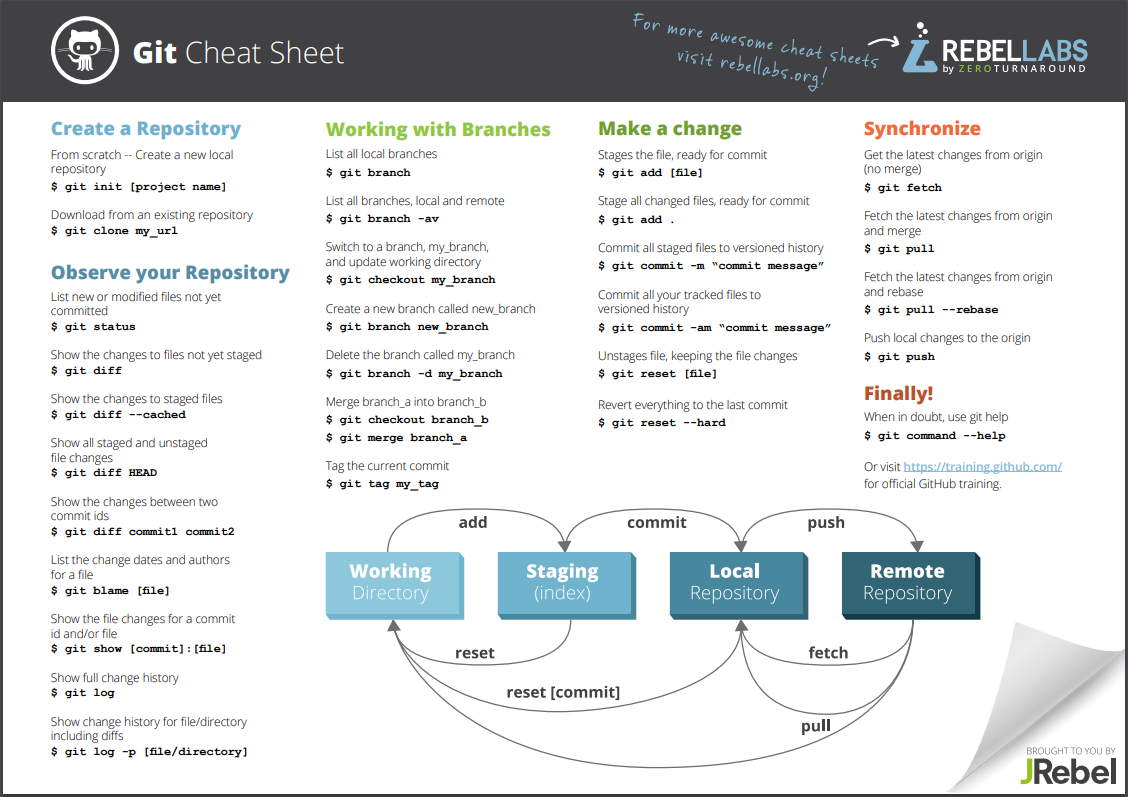 Git Cheat Sheet
For more awesome cheat sheets
visit rebellabs.org!
REBELLABS
by ZEROTURNAROUND
Create a Repository
From scratch -- Create a new local
repository
$ git init [project name]
Download from an existing repository
$ git clone my_url
Observe your Repository
List new or modified files not yet
committed
$ git status
Show the changes to files not yet staged
$ git diff
Show the changes to staged files
$ git diff --cached
Show all staged and unstaged
file changes
$ git diff HEAD
Show the changes between two
commit ids
$ git diff commit1 commit2
List the change dates and authors
for a file
$ git blame [file]
Show the file changes for a commit
id and/or file
$ git show [commit]:[file]
Show full change history
$ git log
Show change history for file/directory
including diffs
$ git log -p [file/directory]
Working with Branches
List all local branches
$ git branch
List all branches, local and remote
$ git branch -av
Switch to a branch, my_branch,
and update working directory
$ git checkout my_branch
Create a new branch called new_branch
$ git branch new_branch
Delete the branch called my_branch
$ git branch -d my_branch
Merge branch_a into branch_b
$ git checkout branch_b
$ git merge branch_a
Tag the current commit
$ git tag my_tag
Make a change
Stages the file, ready for commit
$ git add [file]
Stage all changed files, ready for commit
$ git add .
Commit all staged files to versioned history
$ git commit -m “commit message”
Commit all your tracked files to
versioned history
$ git commit -am “commit message”
Unstages file, keeping the file changes
$ git reset [file]
Revert everything to the last commit
$ git reset --hard
Synchronize
Get the latest changes from origin
(no merge)
$ git fetch
Fetch the latest changes from origin
and merge
$ git pull
Fetch the latest changes from origin
and rebase
$ git pull --rebase
Push local changes to the origin
$ git push
Finally!
When in doubt, use git help
$ git command --help
Or visit https://training.github.com/
for official GitHub training.
add
commit
push
Working
Directory
Staging
(index)
Local
Repository
Remote
Repository
reset
fetch
reset [commit]
pull
BROUGHT TO YOU BY
JRebel